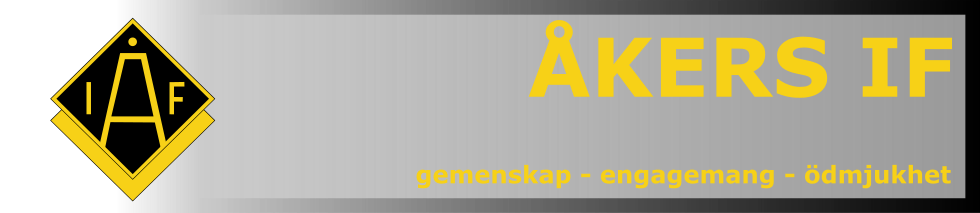 IÅF
ÅKERS IF
gemenskap - engagemang - ödmjukhet